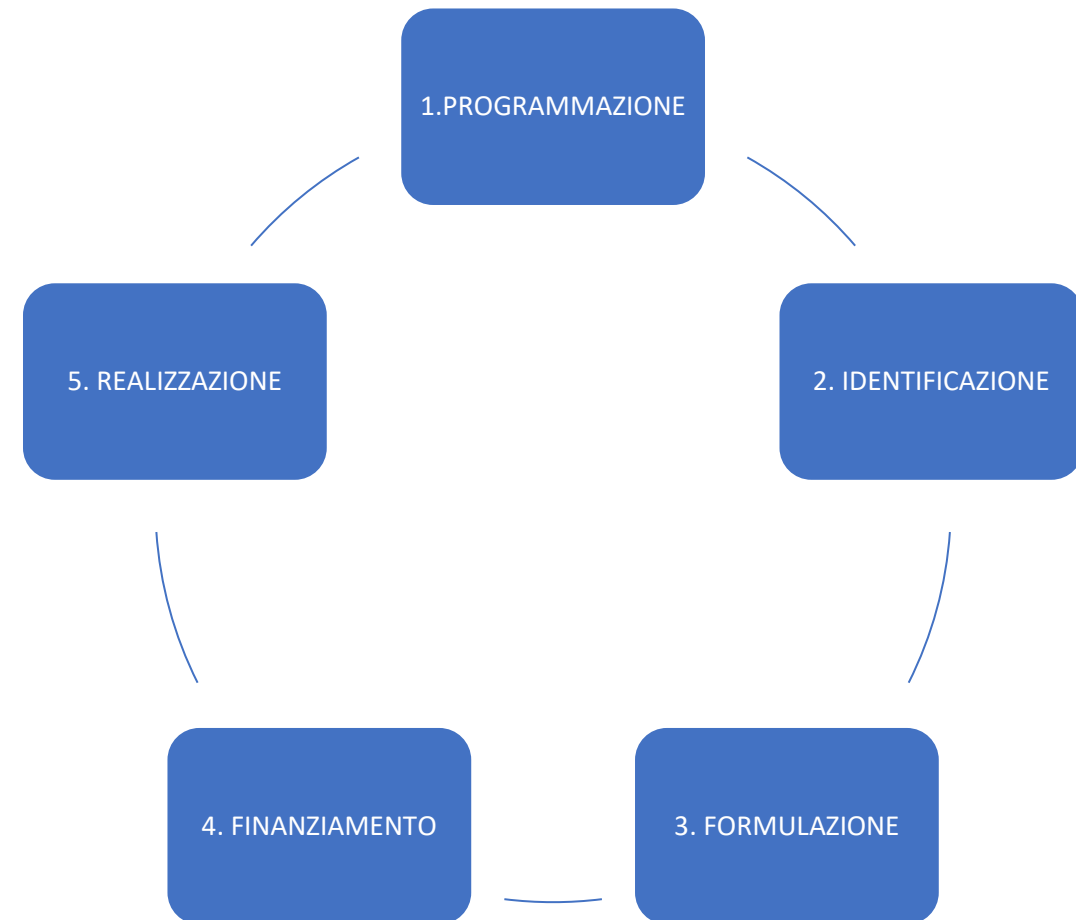 1.PROGRAMMAZIONE
2. IDENTIFICAZIONE
3. FORMULAZIONE
4. FINANZIAMENTO
5. REALIZZAZIONE